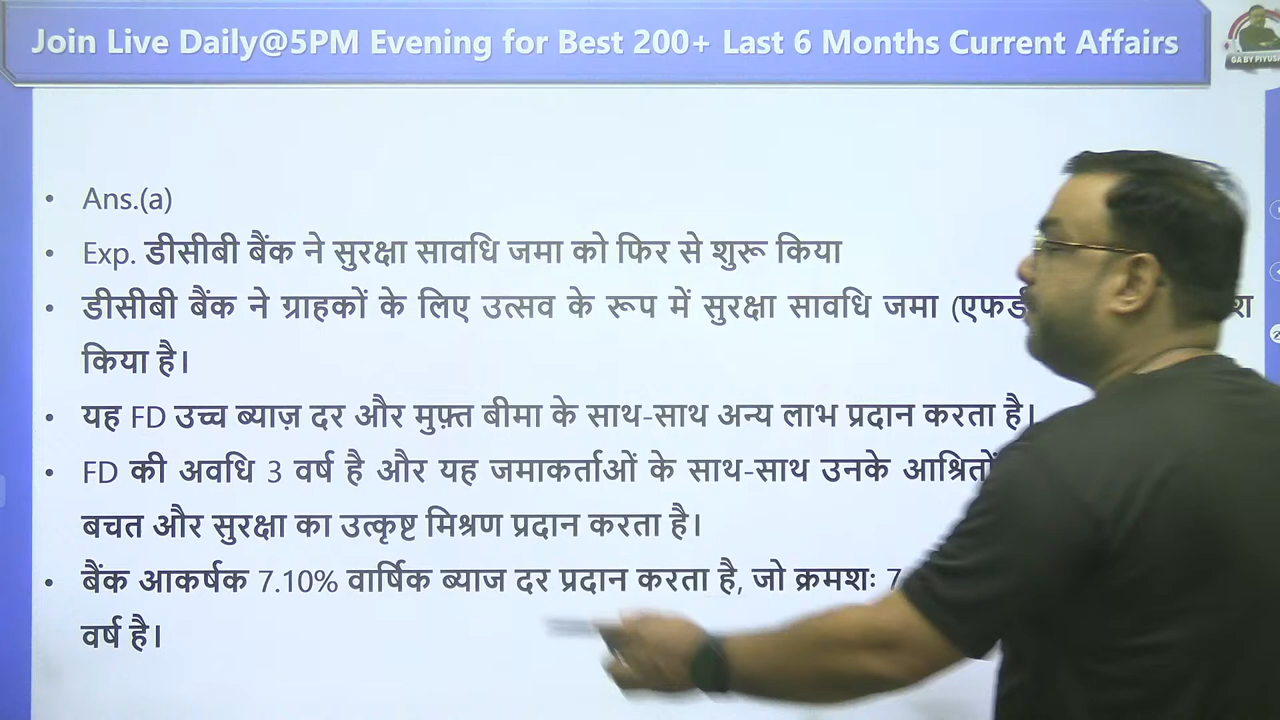 Join Live Daily@5PM Evening for Best 200+ Last 6 Months Current Affairs
GA BY PIYUSH
• Ans.(a)
• Exp. डीसीबी बैंक ने सुरक्षा सावधि जमा को फिर से शुरू किया
• डीसीबी बैंक ने ग्राहकों के लिए उत्सव के रूप में सुरक्षा सावधि जमा
किया है।
• यह FD उच्च ब्याज़ दर और मुफ़्त बीमा के साथ-साथ अन्य लाभ प्रदान करता है।
• FD की अवधि 3 वर्ष है और यह जमाकर्ताओं के साथ-साथ उनके
बचत और सुरक्षा का उत्कृष्ट मिश्रण प्रदान करता है।
• बैंक आकर्षक 7.10% वार्षिक ब्याज दर प्रदान करता है, जो क्रमशः
वर्ष है।